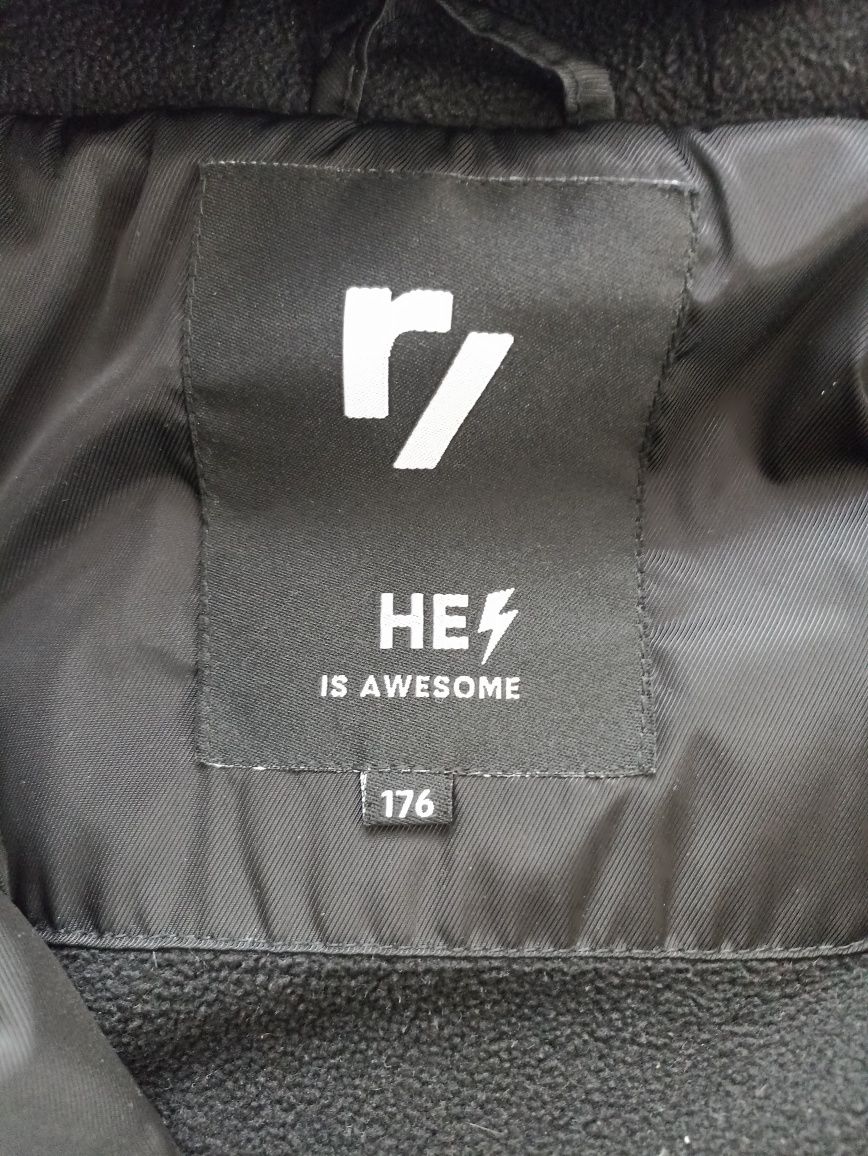 r/
HE⚡
IS AWESOME
176